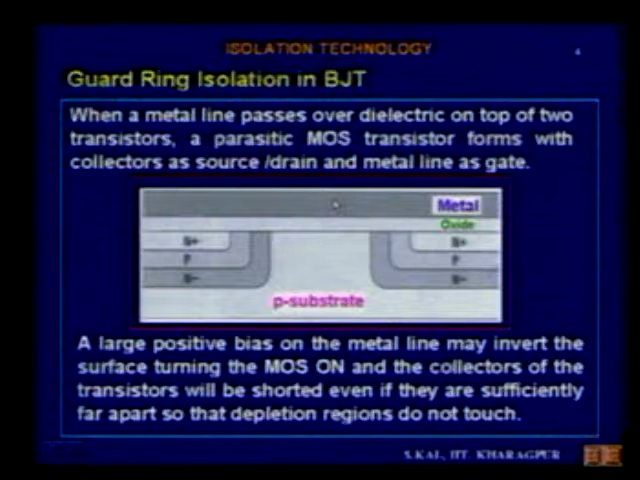 ISOLATION TECHNOLOGY
4
Guard Ring Isolation in BJT
When a metal line passes over dielectric on top of two
transistors, a parasitic MOS transistor forms with
collectors as source /drain and metal line as gate.
Metal
Oxide
N+ N+
P P
N- N-
p-substrate
A large positive bias on the metal line may invert the
surface turning the MOS ON and the collectors of the
transistors will be shorted even if they are sufficiently
far apart so that depletion regions do not touch.
S.KAL, IIT. KHARAGPUR